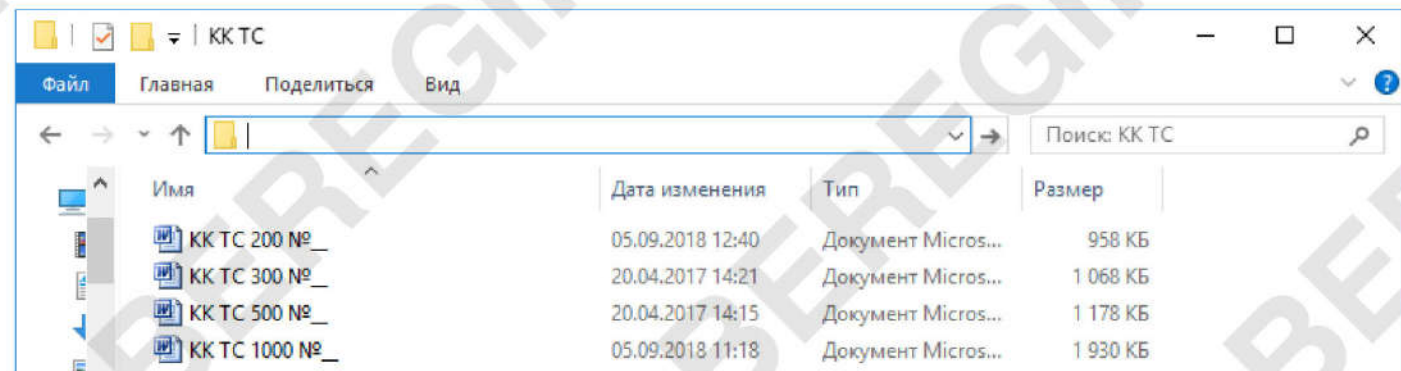 КК ТС
Файл Главная Поделиться Вид
Поиск: КК ТС
Имя Дата изменения Тип Размер
КК ТС 200 №__ 05.09.2018 12:40 Документ Micros... 958 КБ
КК ТС 300 №__ 20.04.2017 14:21 Документ Micros... 1 068 КБ
КК ТС 500 №__ 20.04.2017 14:15 Документ Micros... 1 178 КБ
КК ТС 1000 №__ 05.09.2018 11:18 Документ Micros... 1 930 КБ
BEREGIN